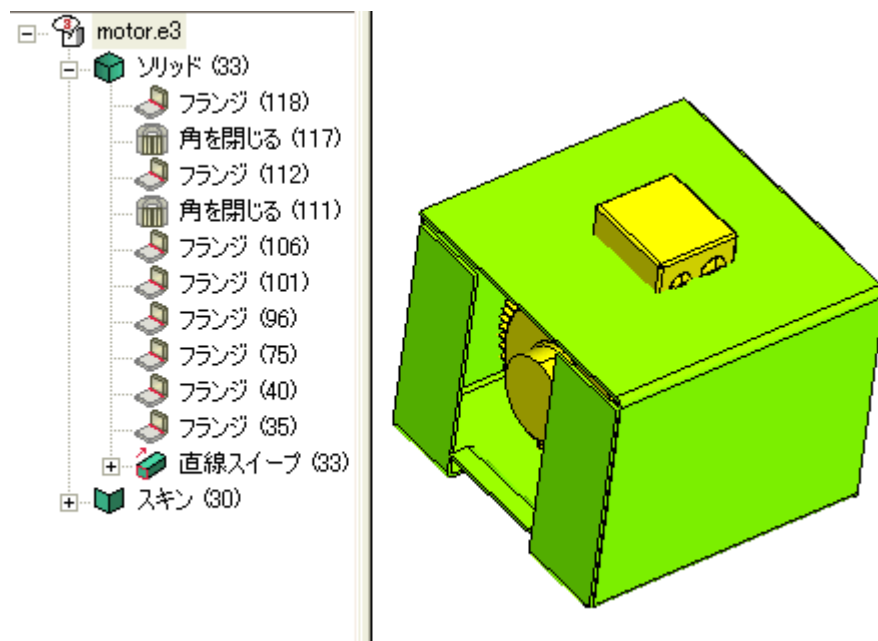 motor.e3
ソリッド (33)
フランジ (118)
角を閉じる (117)
フランジ (112)
角を閉じる (111)
フランジ (106)
フランジ (101)
フランジ (96)
フランジ (75)
フランジ (40)
フランジ (35)
直線スイープ (33)
スキン (30)